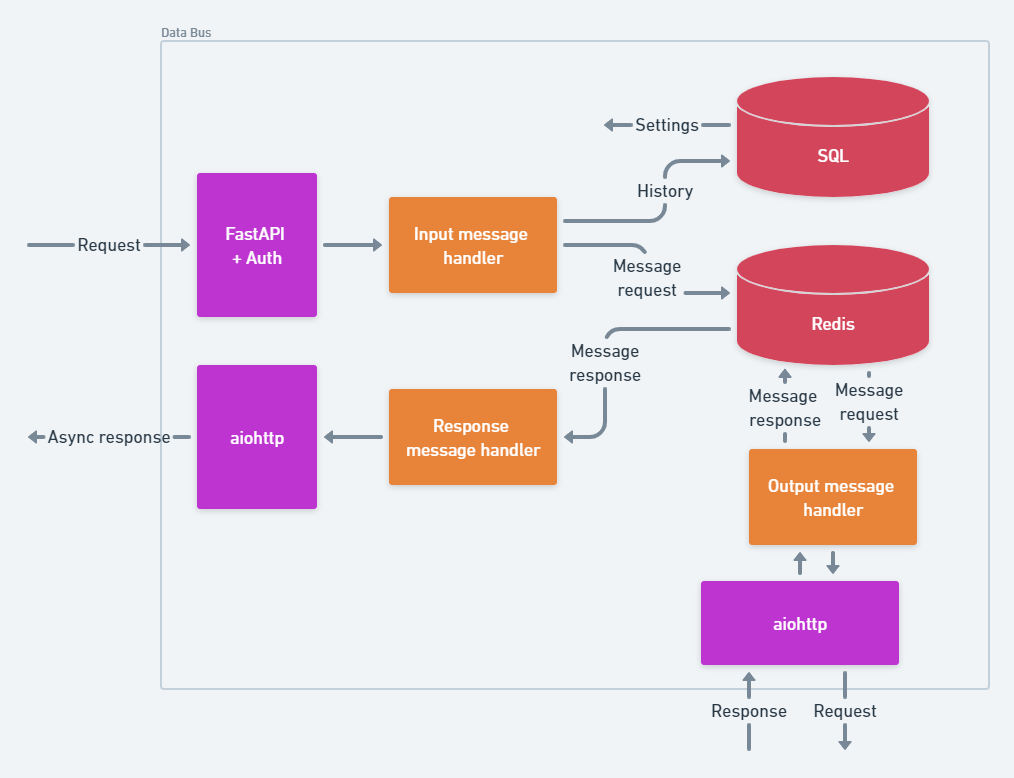 Data Bus
Settings
SQL
History
FastAPI
+ Auth
Input message
handler
Request
Message
request
Redis
Message
response
Message
response
Message
request
Async response
aiohttp
Response
message handler
Output message
handler
aiohttp
Response
Request